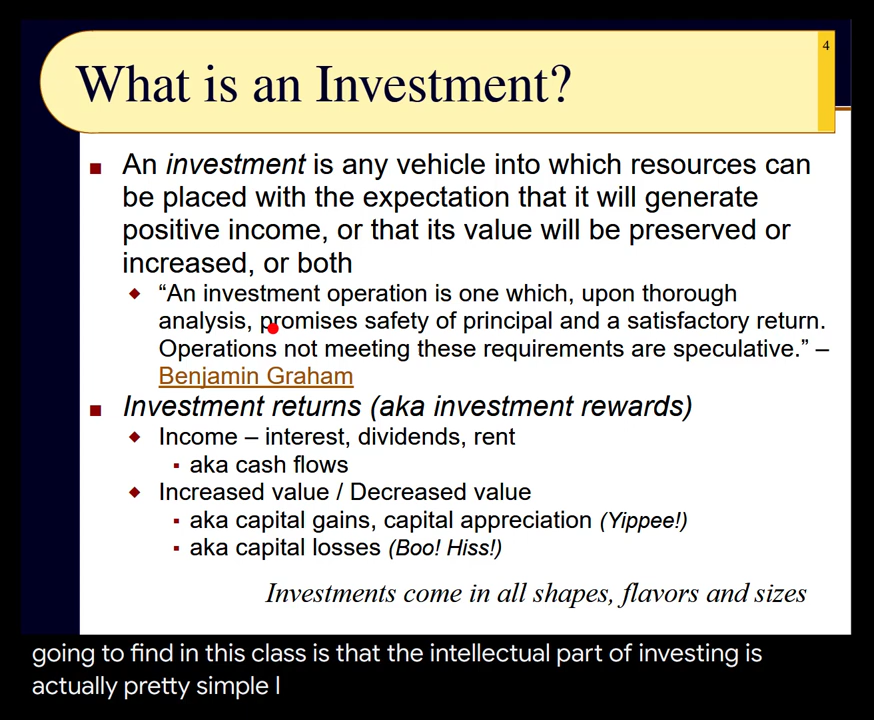 4
What is an Investment?
An investment is any vehicle into which resources can
be placed with the expectation that it will generate
positive income, or that its value will be preserved or
increased, or both
“An investment operation is one which, upon thorough
analysis, promises safety of principal and a satisfactory return.
Operations not meeting these requirements are speculative.” –
Benjamin Graham
Investment returns (aka investment rewards)
Income – interest, dividends, rent
aka cash flows
Increased value / Decreased value
aka capital gains, capital appreciation (Yippee!)
aka capital losses (Boo! Hiss!)
Investments come in all shapes, flavors and sizes
going to find in this class is that the intellectual part of investing is
actually pretty simple I